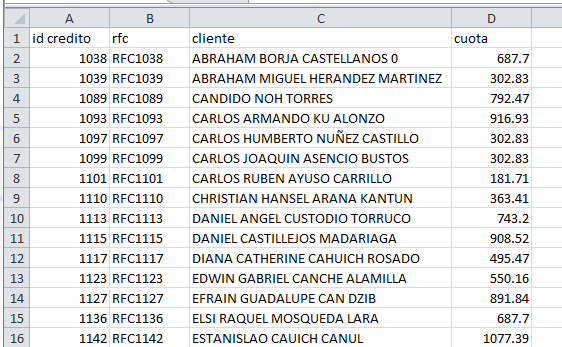 A B C D
1 id credito rfc cliente cuota
2 1038 RFC1038 ABRAHAM BORJA CASTELLANOS 0 687.7
3 1039 RFC1039 ABRAHAM MIGUEL HERANDEZ MARTINEZ 302.83
4 1089 RFC1089 CANDIDO NOH TORRES 792.47
5 1093 RFC1093 CARLOS ARMANDO KU ALONZO 916.93
6 1097 RFC1097 CARLOS HUMBERTO NUÑEZ CASTILLO 302.83
7 1099 RFC1099 CARLOS JOAQUIN ASENCIO BUSTOS 302.83
8 1101 RFC1101 CARLOS RUBEN AYUSO CARRILLO 181.71
9 1110 RFC1110 CHRISTIAN HANSEL ARANA KANTUN 363.41
10 1113 RFC1113 DANIEL ANGEL CUSTODIO TORRUCO 743.2
11 1115 RFC1115 DANIEL CASTILLEJOS MADARIAGA 908.52
12 1117 RFC1117 DIANA CATHERINE CAHUICH ROSADO 495.47
13 1123 RFC1123 EDWIN GABRIEL CANCHE ALAMILLA 550.16
14 1127 RFC1127 EFRAIN GUADALUPE CAN DZIB 891.84
15 1136 RFC1136 ELSI RAQUEL MOSQUEDA LARA 687.7
16 1142 RFC1142 ESTANISLAO CAUICH CANUL 1077.39